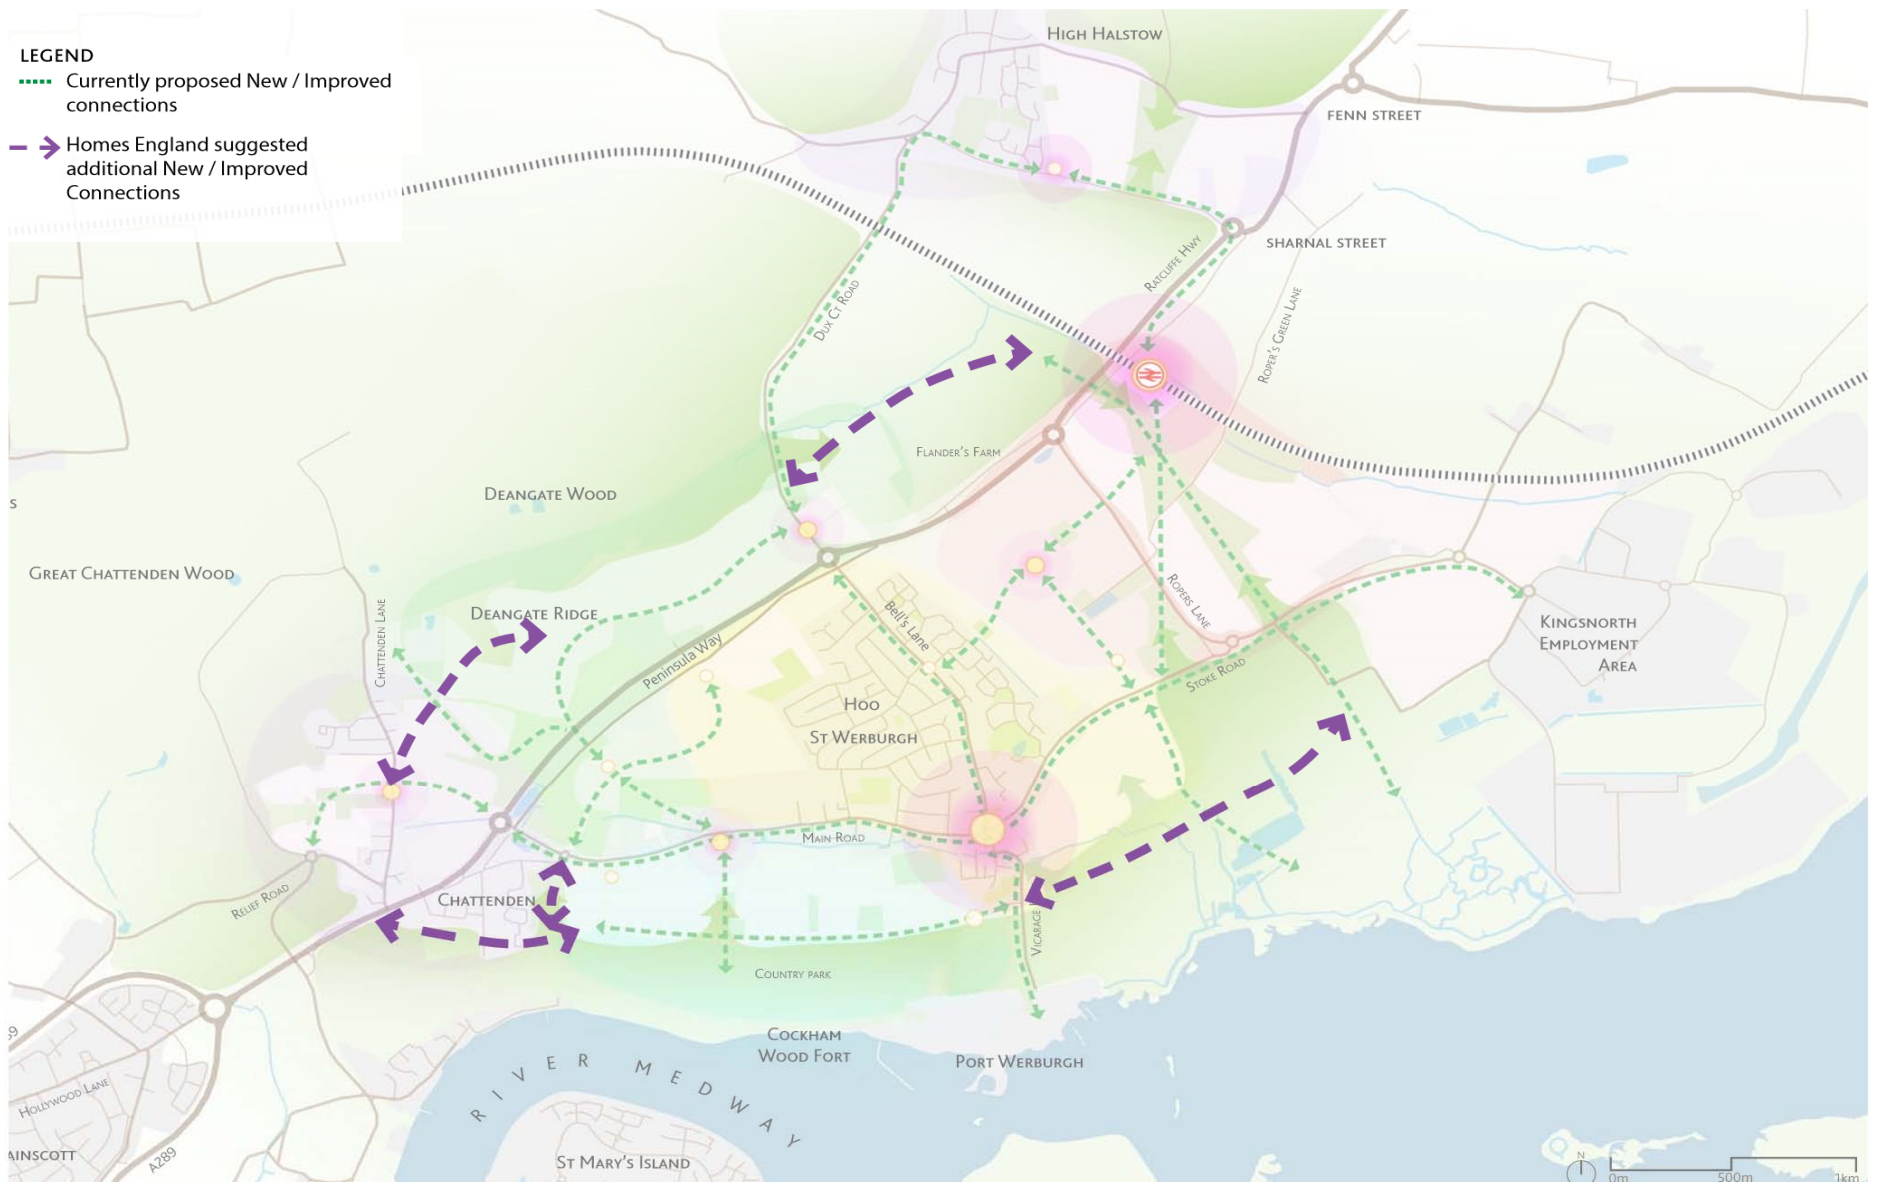 LEGEND
Currently proposed New / Improved
connections
Homes England suggested
additional New / Improved
Connections
HIGH HALSTOW
FENN STREET
SHARNAL STREET
RATCLIFFE HWY
ROPER'S GREEN LANE
DUX CT ROAD
FLANDER'S FARM
DEANGATE WOOD
S
GREAT CHATTENDEN WOOD
DEANGATE RIDGE
CHATTENDEN LANE
Peninsula Way
Bell's Lane
ROPERS LANE
STOKE ROAD
KINGSNORTH
EMPLOYMENT
AREA
HOO
ST WERBURGH
MAIN ROAD
CHATTENDEN
RELIEF ROAD
VICARAGE
COUNTRY PARK
COCKHAM
WOOD FORT
PORT WERBURGH
RIVER MEDWAY
HOLLYWOOD LANE
AINSCOTT
A289
ST MARY'S ISLAND
N
0m 500m 1km